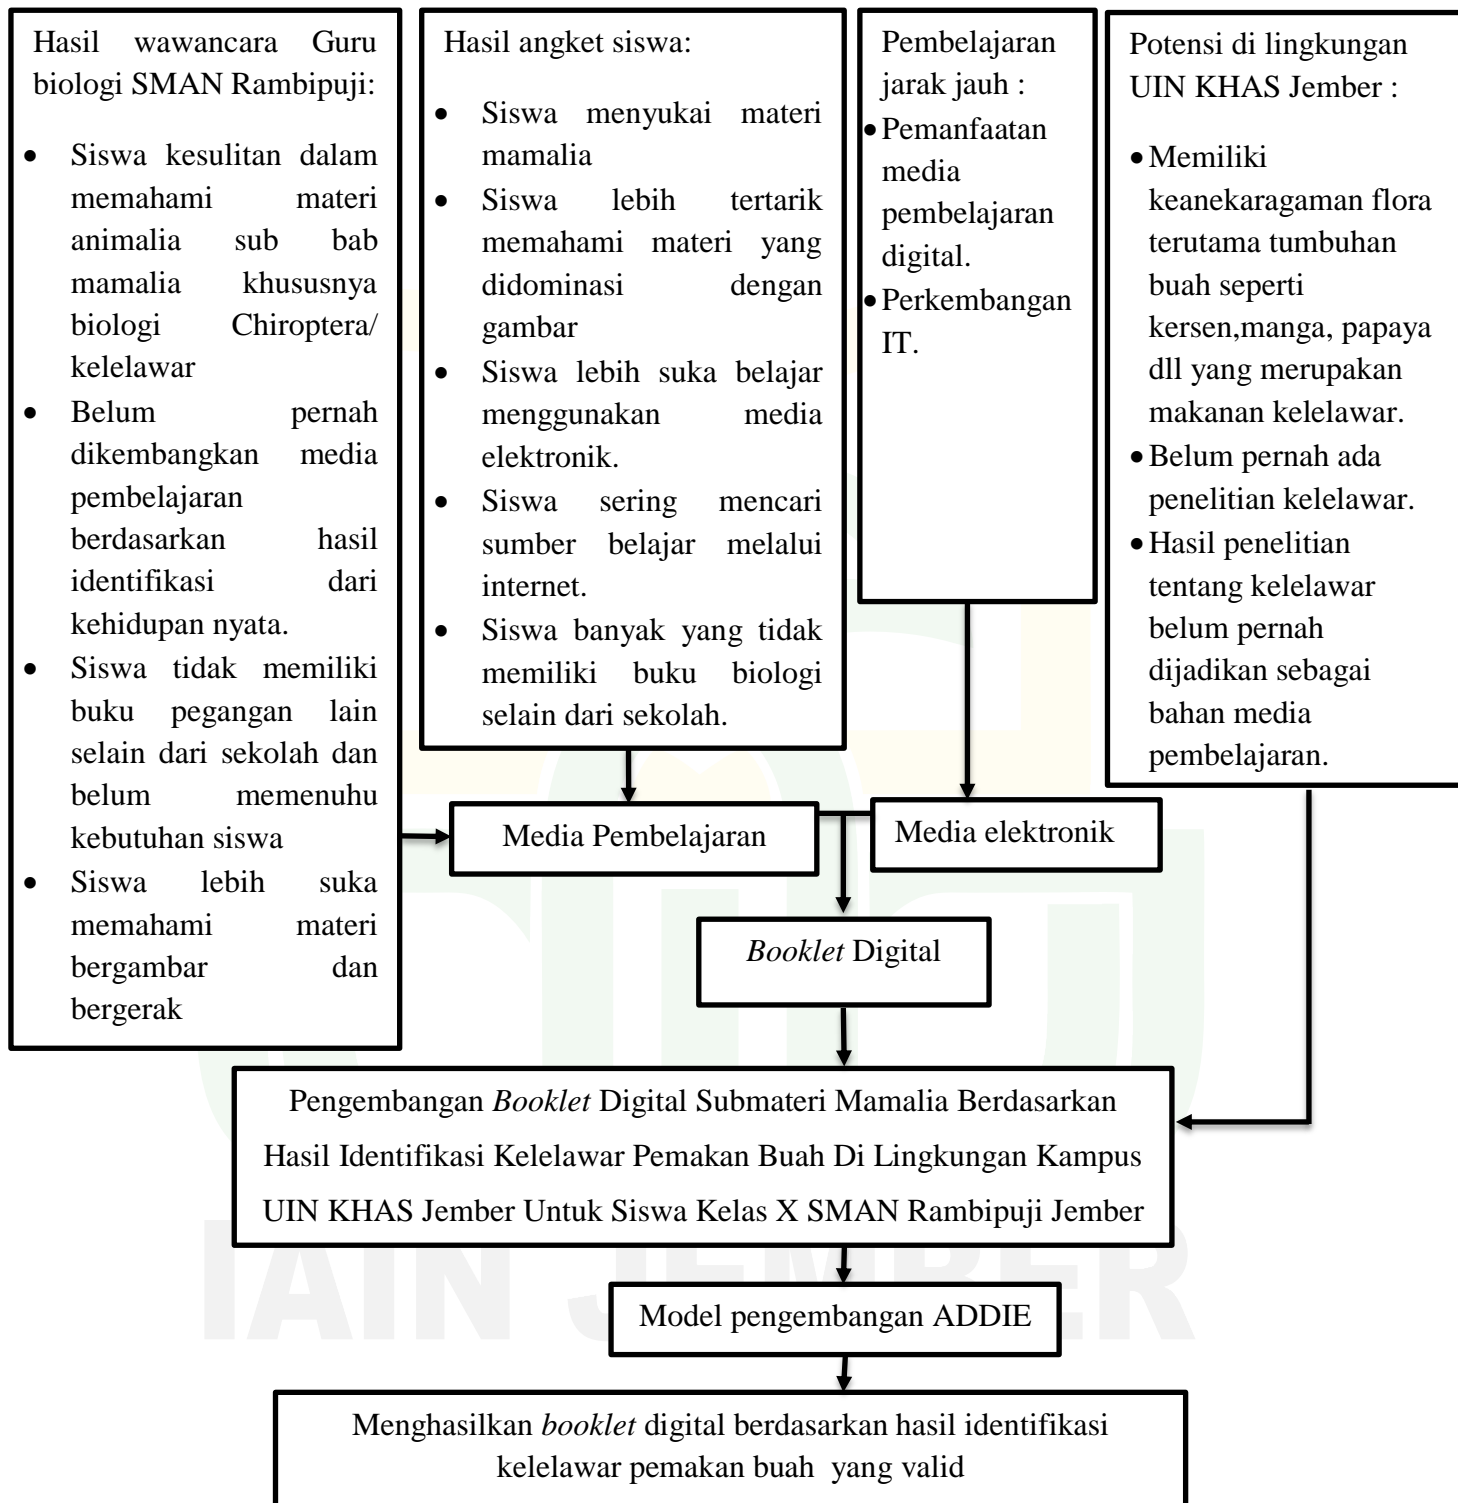 Hasil wawancara Guru
biologi SMAN Rambipuji:
• Siswa kesulitan dalam
memahami materi
animalia sub bab
mamalia khususnya
biologi Chiroptera/
kelelawar
• Belum pernah
dikembangkan media
pembelajaran
berdasarkan hasil
identifikasi dari
kehidupan nyata.
• Siswa tidak memiliki
buku pegangan lain
selain dari sekolah dan
belum memenuhu
kebutuhan siswa
• Siswa lebih suka
memahami materi
bergambar dan
bergerak
Hasil angket siswa:
• Siswa menyukai materi
mamalia
• Siswa lebih tertarik
memahami materi yang
didominasi dengan
gambar
• Siswa lebih suka belajar
menggunakan media
elektronik.
• Siswa sering mencari
sumber belajar melalui
internet.
• Siswa banyak yang tidak
memiliki buku biologi
selain dari sekolah.
Pembelajaran
jarak jauh :
• Pemanfaatan
media
pembelajaran
digital.
• Perkembangan
IT.
Potensi di lingkungan
UIN KHAS Jember :
• Memiliki
keanekaragaman flora
terutama tumbuhan
buah seperti
kersen,manga, papaya
dll yang merupakan
makanan kelelawar.
• Belum pernah ada
penelitian kelelawar.
• Hasil penelitian
tentang kelelawar
belum pernah
dijadikan sebagai
bahan media
pembelajaran.
Media Pembelajaran
Media elektronik
Booklet Digital
Pengembangan Booklet Digital Submateri Mamalia Berdasarkan
Hasil Identifikasi Kelelawar Pemakan Buah Di Lingkungan Kampus
UIN KHAS Jember Untuk Siswa Kelas X SMAN Rambipuji Jember
IAIN JEMBER
Model pengembangan ADDIE
Menghasilkan booklet digital berdasarkan hasil identifikasi
kelelawar pemakan buah yang valid